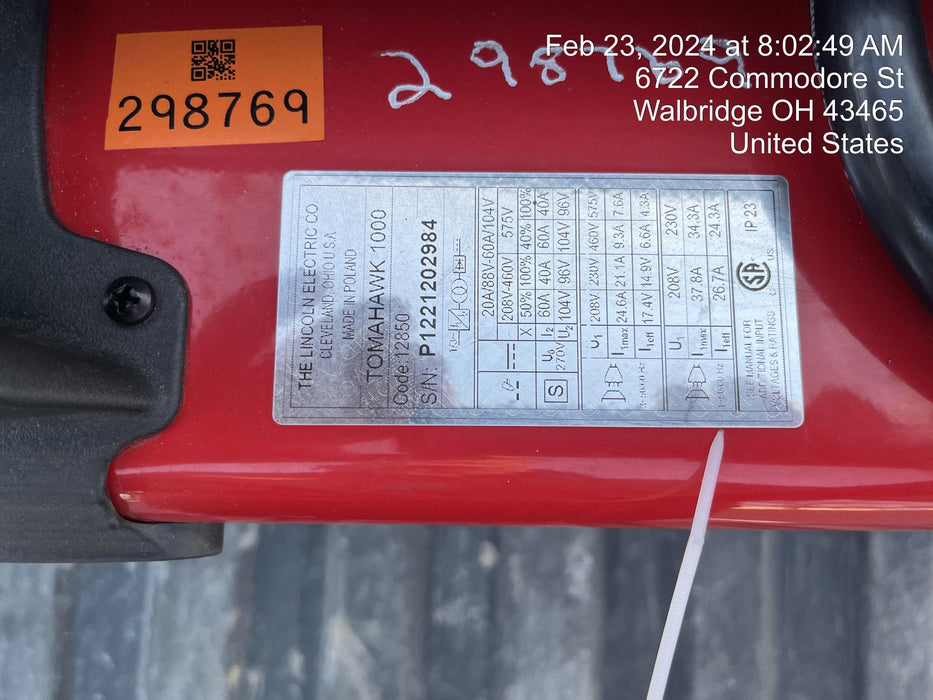 298769
298769
Feb 23, 2024 at 8:02:49 AM
6722 Commodore St
Walbridge OH 43465
United States
THE LINCOLN ELECTRIC CO.
CLEVELAND, OHIO U.S.A.
MADE IN POLAND
TOMAHAWK 1000
Code: 12850
S/N: P1221202984
20A/88V-60A/104V
208V-460V 575V
X 50% 100% 40% 100%
S U0 270V I2 60A 40A 60A 40A
U2 104V 96V 104V 96V
U1 208V 230V 460V 575V
I1max 24.6A 21.1A 9.3A 7.6A
I1eff 17.4V 14.9V 6.6A 4.3A
U1 208V 230V
I1max 37.8A 34.3A
I1eff 26.7A 24.3A
SEE MANUAL FOR
ADDITIONAL INPUT
VOLTAGES & RATINGS
C US
IP 23